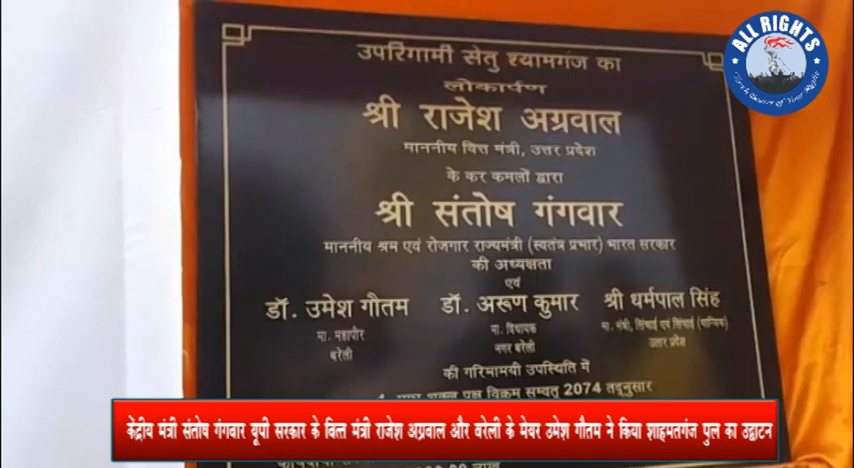 ALL RIGHTS
उपरिगामी सेतु श्यामगंज का
लोकार्पण
श्री राजेश अग्रवाल
माननीय वित्त मंत्री, उत्तर प्रदेश
के कर कमलों द्वारा
श्री संतोष गंगवार
माननीय श्रम एवं रोजगार राज्यमंत्री (स्वतंत्र प्रभार) भारत सरकार
की अध्यक्षता
एवं
डॉ. उमेश गौतम डॉ. अरूण कुमार श्री धर्मपाल सिंह
मा. महापौर मा. विधायक मा. मंत्री, सिंचाई एवं सिंचाई (यान्त्रिक)
बरेली नगर बरेली उत्तर प्रदेश
की गरिमामयी उपस्थिति में
शुक्ल पक्ष विक्रम सम्वत् 2074 तद्नुसार
केंद्रीय मंत्री संतोष गंगवार यूपी सरकार के वित्त मंत्री राजेश अग्रवाल और बरेली के मेयर उमेश गौतम ने किया शाहमतगंज पुल का उद्घाटन